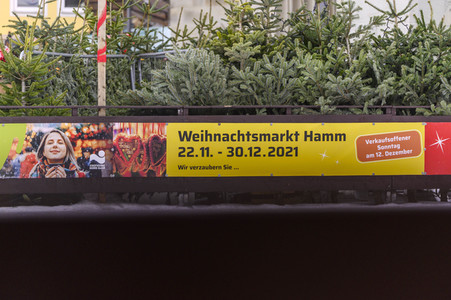 Weihnachtsmarkt Hamm
22.11. - 30.12.2021
Wir verzaubern Sie ...
Verkaufsoffener
Sonntag
am 12. Dezember